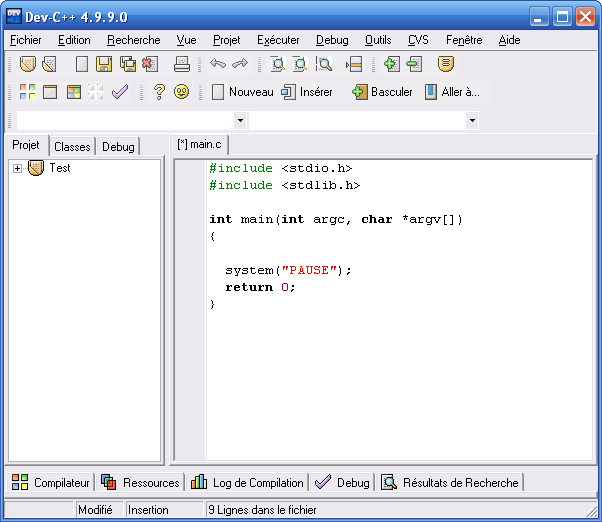 Dev-C++ 4.9.9.0
Fichier Edition Recherche Vue Projet Exécuter Debug Outils CVS Fenêtre Aide
Nouveau Insérer Basculer Aller à...
Projet Classes Debug [*] main.c
Test
#include <stdio.h>
#include <stdlib.h>
int main(int argc, char *argv[])
{
system("PAUSE");
return 0;
}
Compilateur Ressources Log de Compilation Debug Résultats de Recherche
Modifié Insertion 9 Lignes dans le fichier